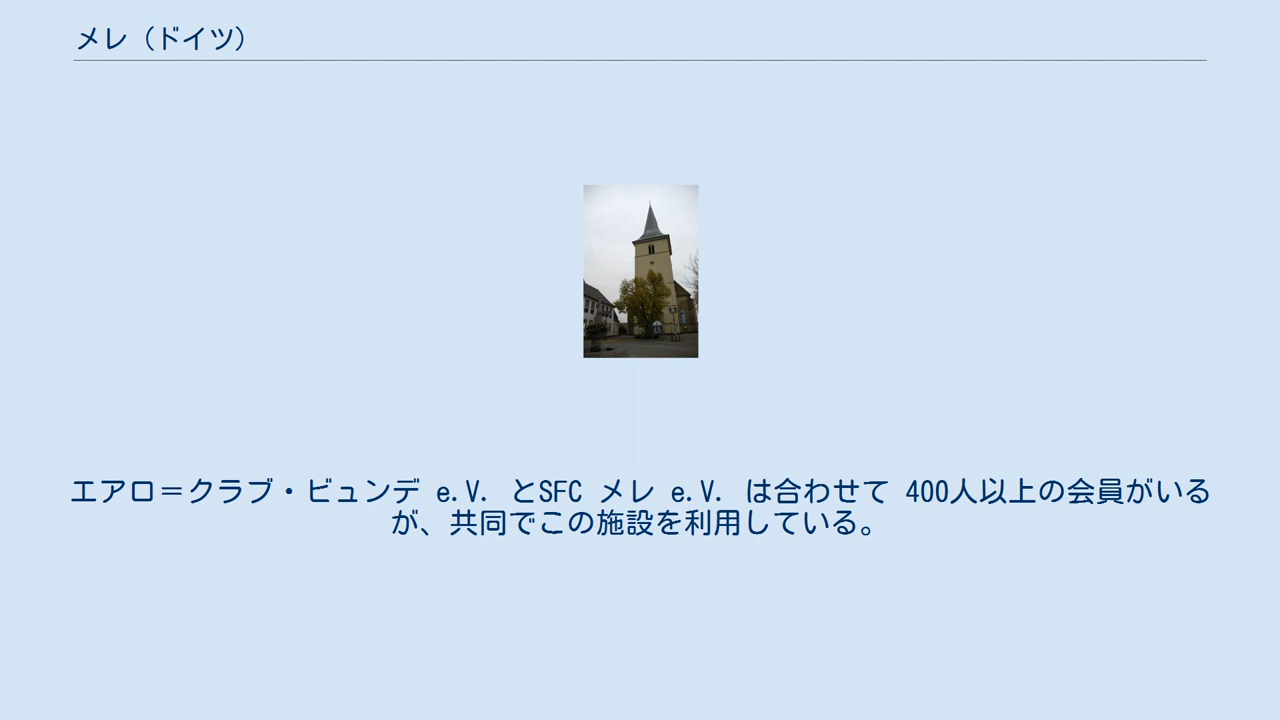 メレ（ドイツ）
エアロ＝クラブ・ビュンデ e.V. とSFC メレ e.V. は合わせて 400人以上の会員がいる
が、共同でこの施設を利用している。